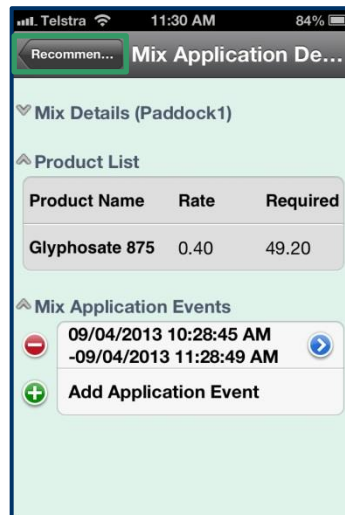 Telstra 11:30 AM 84%
Recommen... Mix Application De...
Mix Details (Paddock1)
Product List
Product Name Rate Required
Glyphosate 875 0.40 49.20
Mix Application Events
09/04/2013 10:28:45 AM
-09/04/2013 11:28:49 AM
Add Application Event